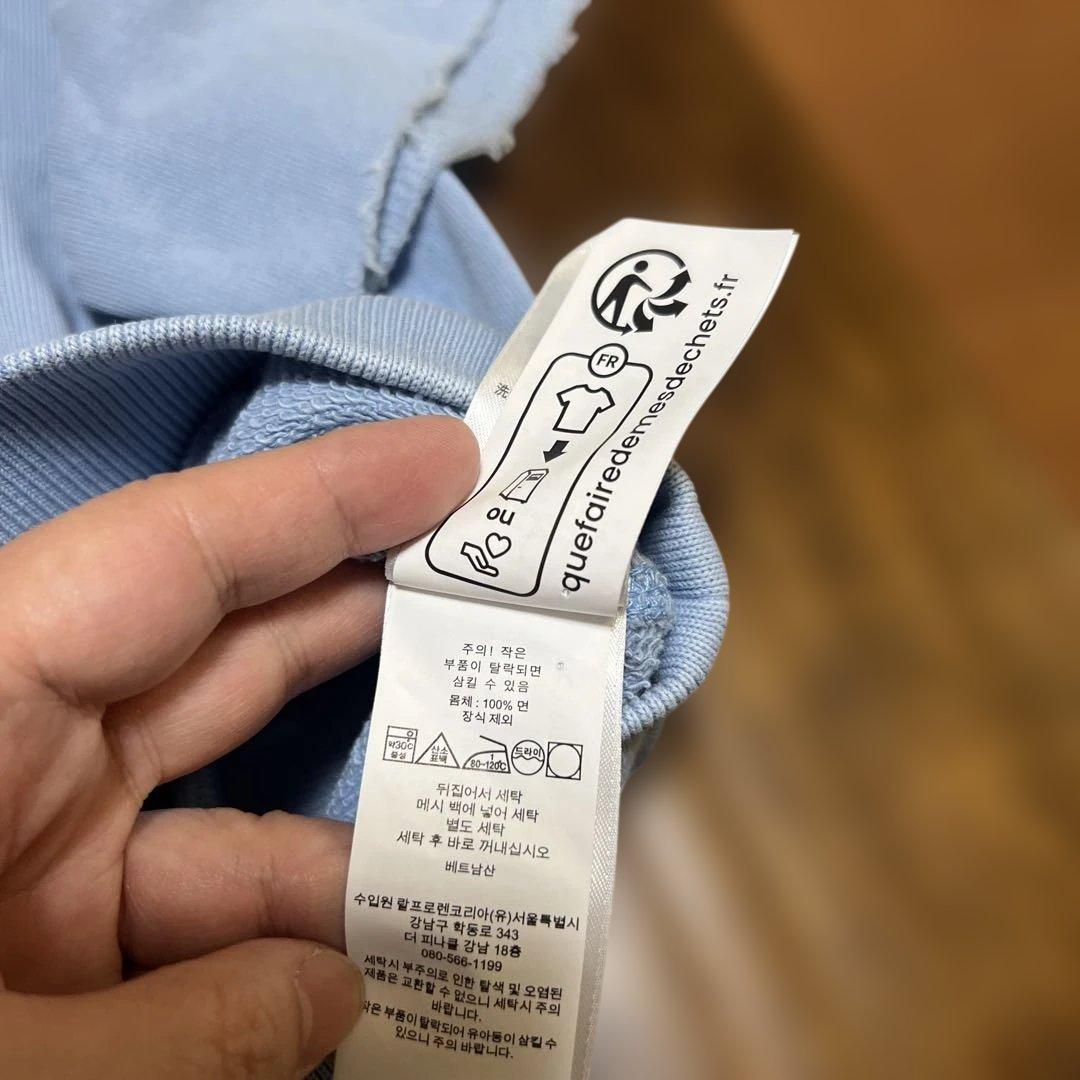 FR
OU
quefairedemesdechets.fr
洗
주의! 작은
부품이 탈락되면
삼킬 수 있음
몸체 : 100% 면
장식 제외
약30℃
중성
산소
표백
1
80~120℃
드라이
뒤집어서 세탁
메시 백에 넣어 세탁
별도 세탁
세탁 후 바로 꺼내십시오
베트남산
수입원 랄프로렌코리아(유)서울특별시
강남구 학동로 343
더 피나클 강남 18층
080-566-1199
세탁시 부주의로 인한 탈색 및 오염된
제품은 교환할 수 없으니 세탁시 주의
바랍니다.
작은 부품이 탈락되어 유아동이 삼킬 수
있으니 주의 바랍니다.